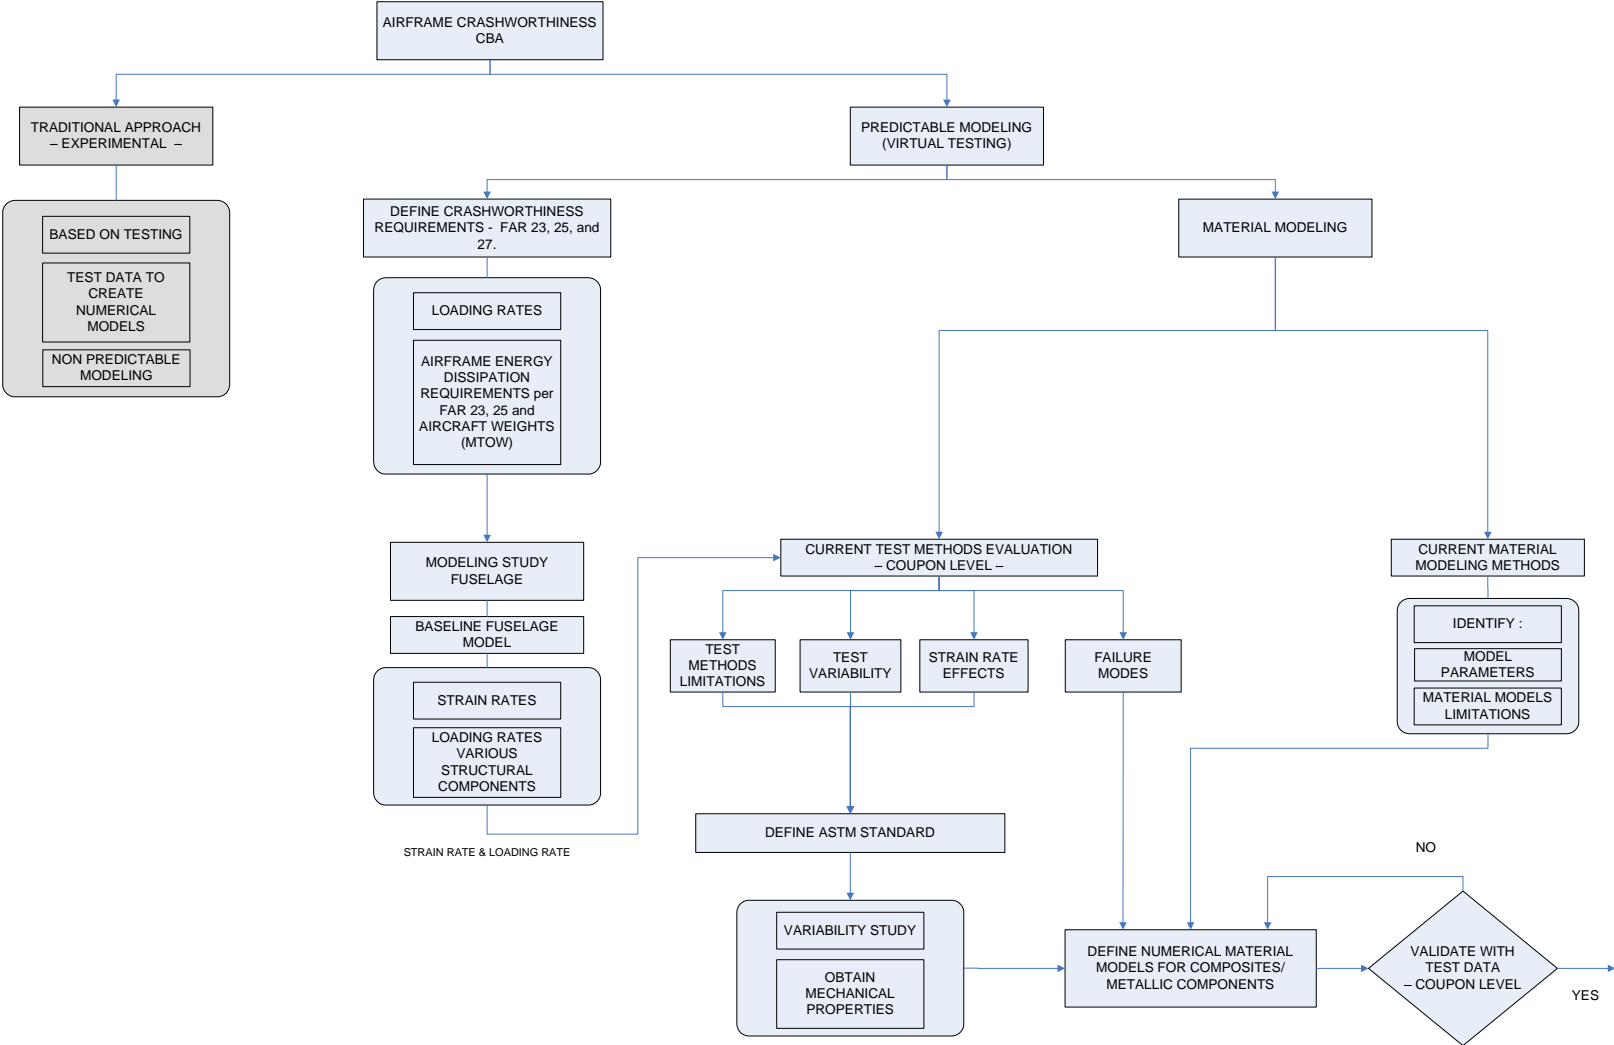 AIRFRAME CRASHWORTHINESS
CBA
TRADITIONAL APPROACH
– EXPERIMENTAL –
PREDICTABLE MODELING
(VIRTUAL TESTING)
BASED ON TESTING
TEST DATA TO
CREATE
NUMERICAL
MODELS
NON PREDICTABLE
MODELING
DEFINE CRASHWORTHINESS
REQUIREMENTS - FAR 23, 25, and
27.
MATERIAL MODELING
LOADING RATES
AIRFRAME ENERGY
DISSIPATION
REQUIREMENTS per
FAR 23, 25 and
AIRCRAFT WEIGHTS
(MTOW)
MODELING STUDY
FUSELAGE
BASELINE FUSELAGE
MODEL
STRAIN RATES
LOADING RATES
VARIOUS
STRUCTURAL
COMPONENTS
STRAIN RATE & LOADING RATE
CURRENT TEST METHODS EVALUATION
– COUPON LEVEL –
CURRENT MATERIAL
MODELING METHODS
TEST
METHODS
LIMITATIONS
TEST
VARIABILITY
STRAIN RATE
EFFECTS
FAILURE
MODES
IDENTIFY :
MODEL
PARAMETERS
MATERIAL MODELS
LIMITATIONS
DEFINE ASTM STANDARD
VARIABILITY STUDY
OBTAIN
MECHANICAL
PROPERTIES
DEFINE NUMERICAL MATERIAL
MODELS FOR COMPOSITES/
METALLIC COMPONENTS
NO
VALIDATE WITH
TEST DATA
– COUPON LEVEL
YES